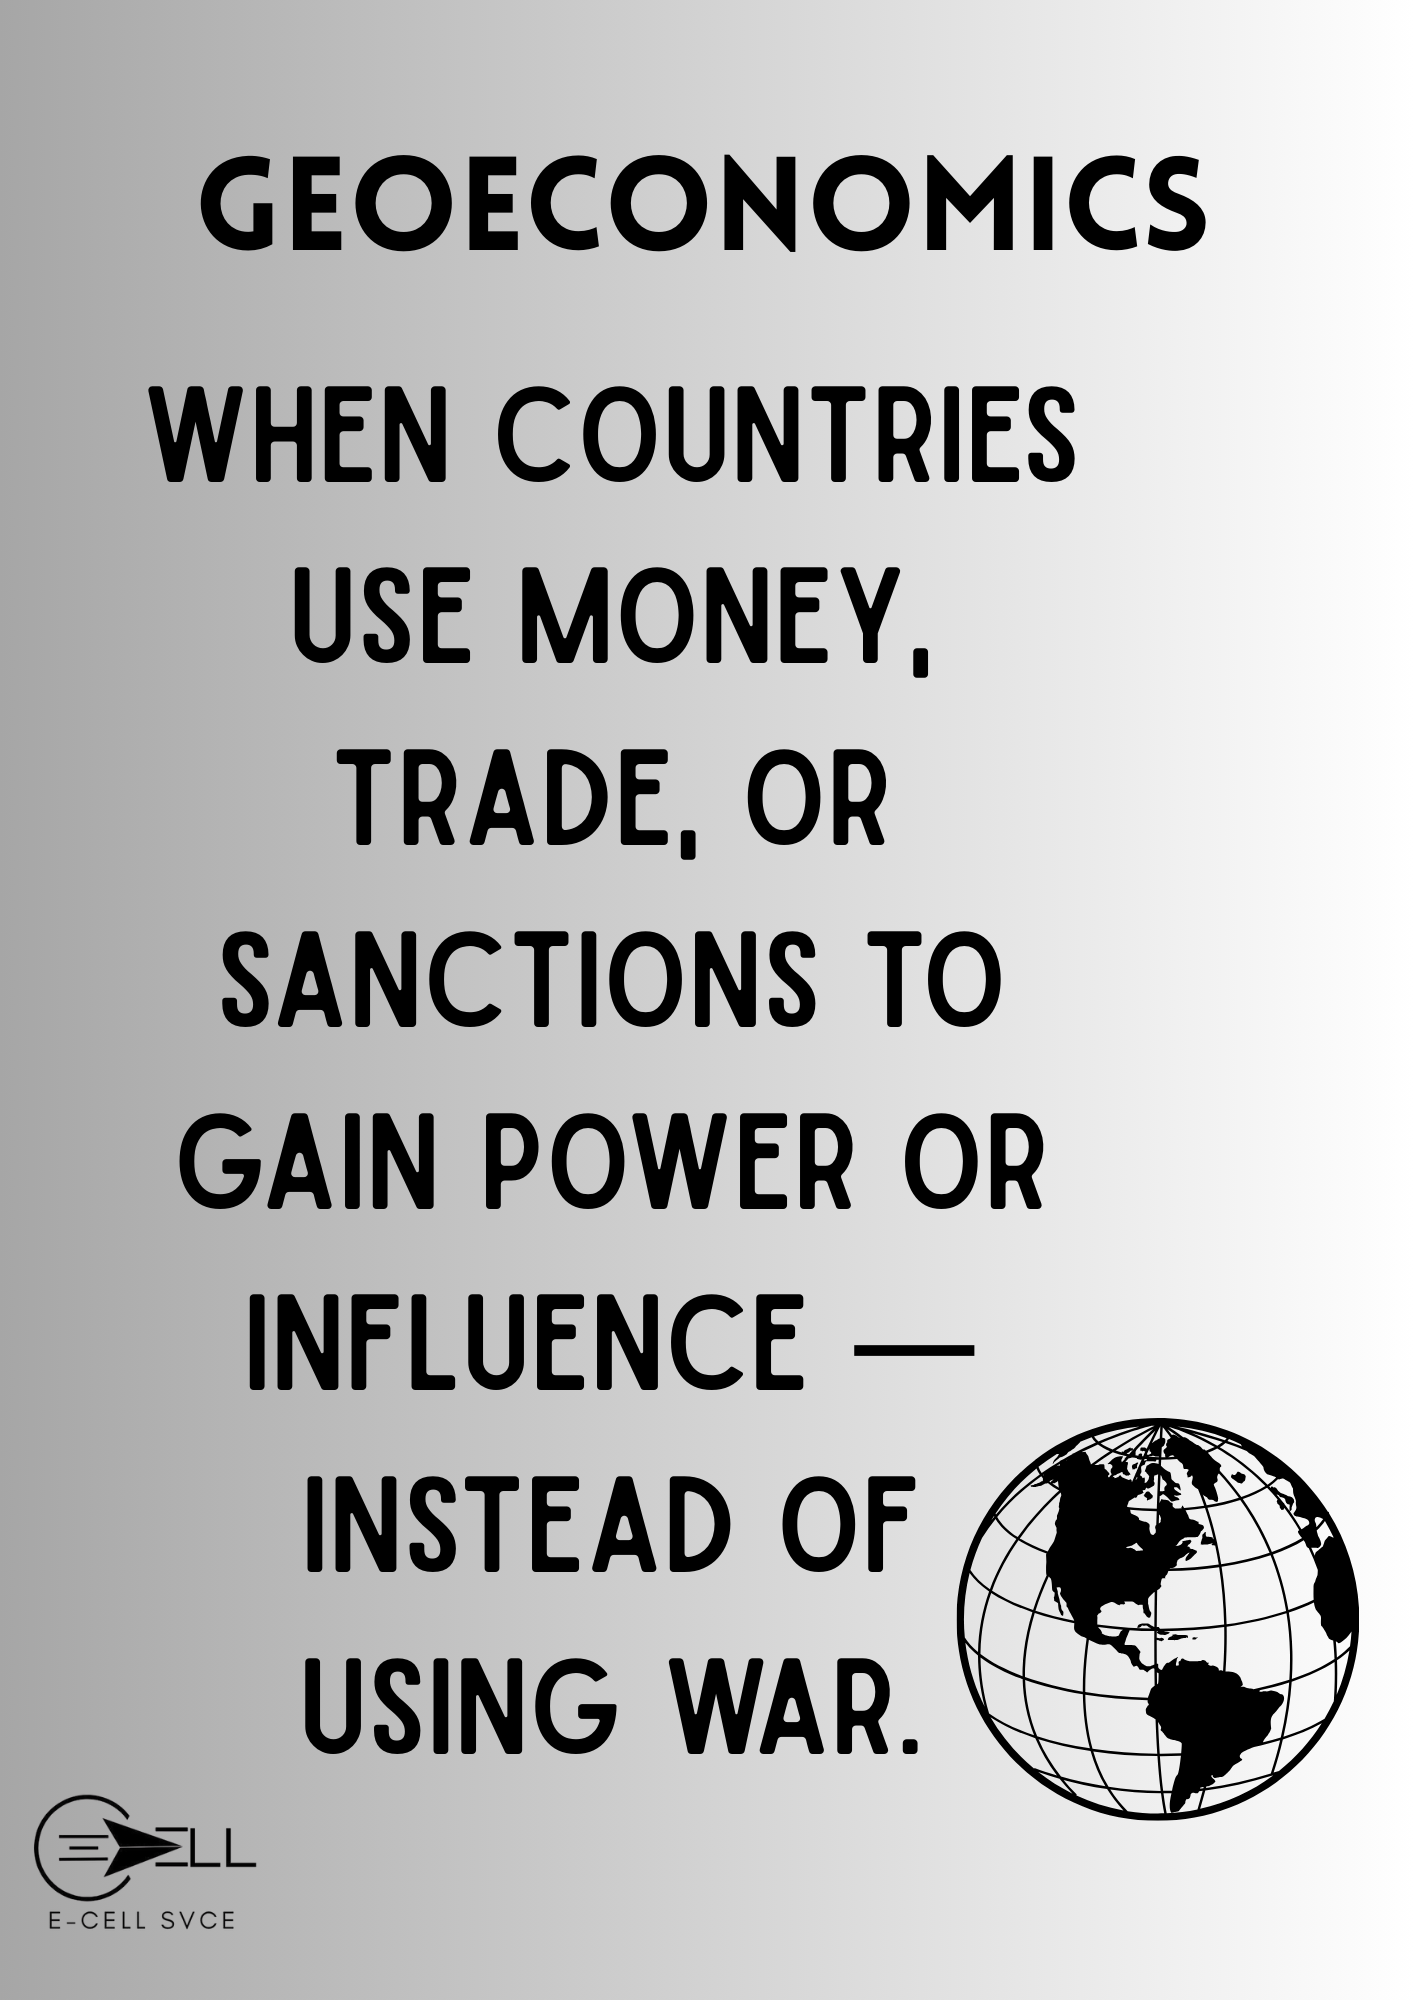 GEOECONOMICS
WHEN COUNTRIES
USE MONEY,
TRADE, OR
SANCTIONS TO
GAIN POWER OR
INFLUENCE —
INSTEAD OF
USING WAR.
E-CELL
E-CELL SVCE